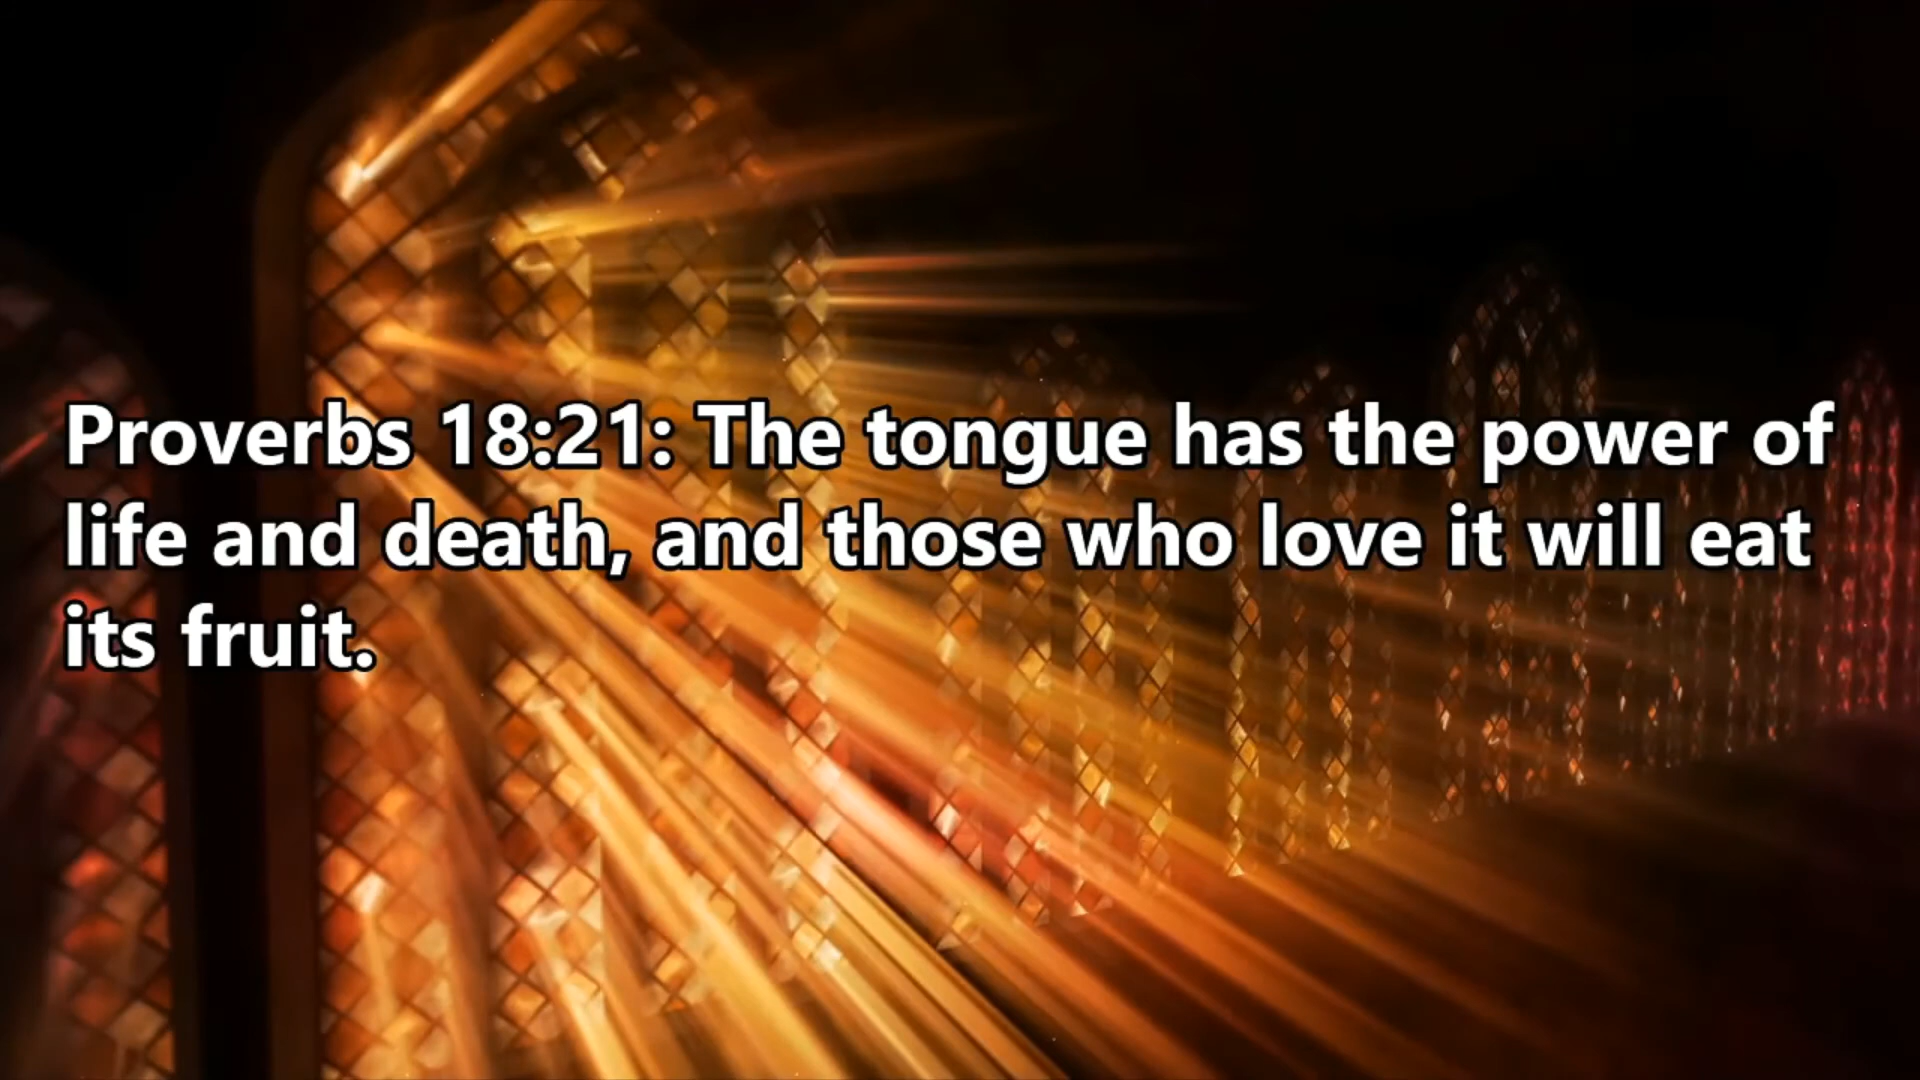 Proverbs 18:21: The tongue has the power of
life and death, and those who love it will eat
its fruit.